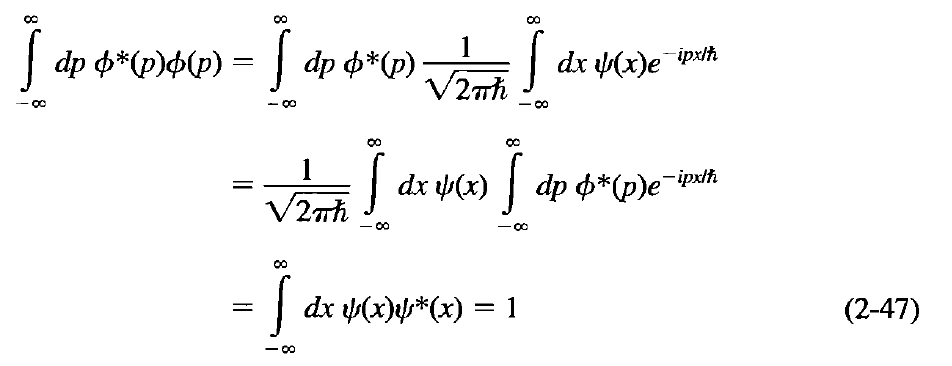 ∫_{-∞}^{∞} dp ϕ*(p)ϕ(p) = ∫_{-∞}^{∞} dp ϕ*(p) 1/√(2πℏ) ∫_{-∞}^{∞} dx ψ(x)e^{-ipx/ℏ}
= 1/√(2πℏ) ∫_{-∞}^{∞} dx ψ(x) ∫_{-∞}^{∞} dp ϕ*(p)e^{-ipx/ℏ}
= ∫_{-∞}^{∞} dx ψ(x)ψ*(x) = 1 (2-47)